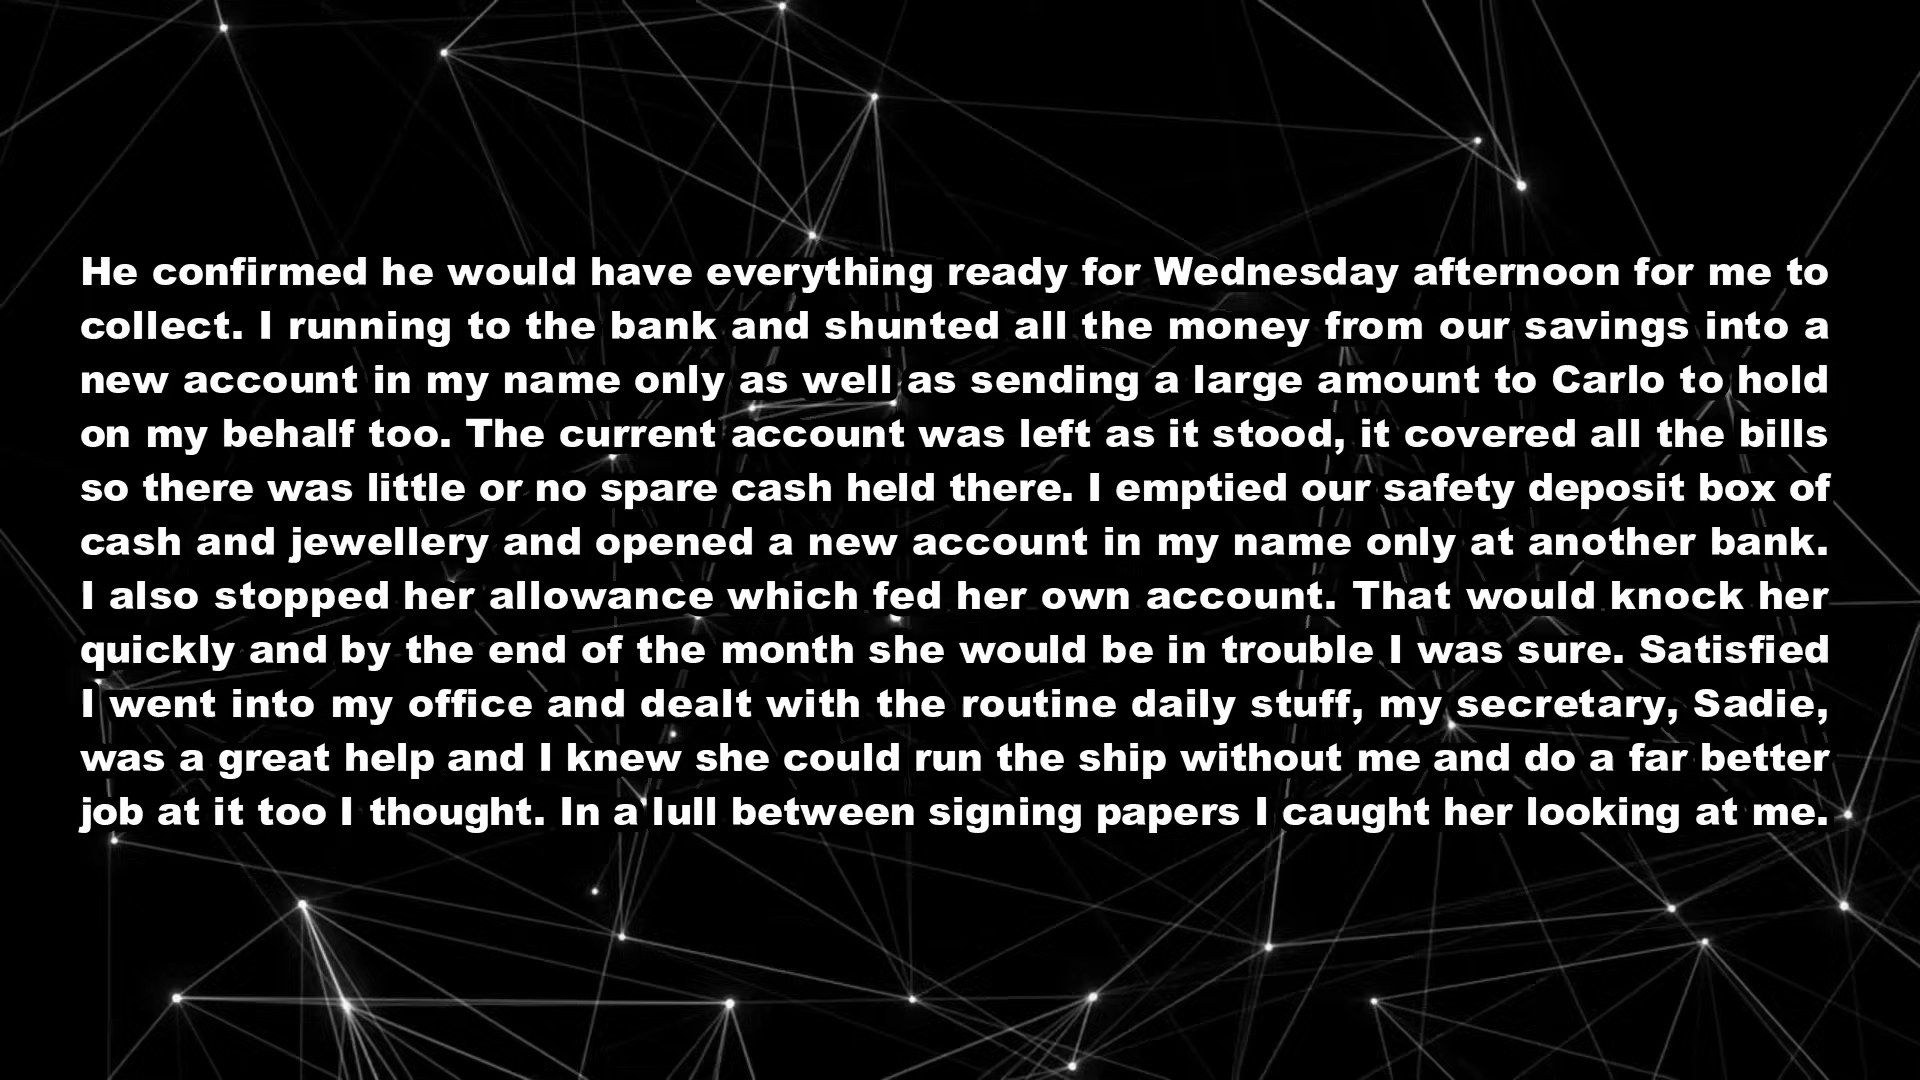 He confirmed he would have everything ready for Wednesday afternoon for me to
collect. I running to the bank and shunted all the money from our savings into a
new account in my name only as well as sending a large amount to Carlo to hold
on my behalf too. The current account was left as it stood, it covered all the bills
so there was little or no spare cash held there. I emptied our safety deposit box of
cash and jewellery and opened a new account in my name only at another bank.
I also stopped her allowance which fed her own account. That would knock her
quickly and by the end of the month she would be in trouble I was sure. Satisfied
I went into my office and dealt with the routine daily stuff, my secretary, Sadie,
was a great help and I knew she could run the ship without me and do a far better
job at it too I thought. In a lull between signing papers I caught her looking at me.